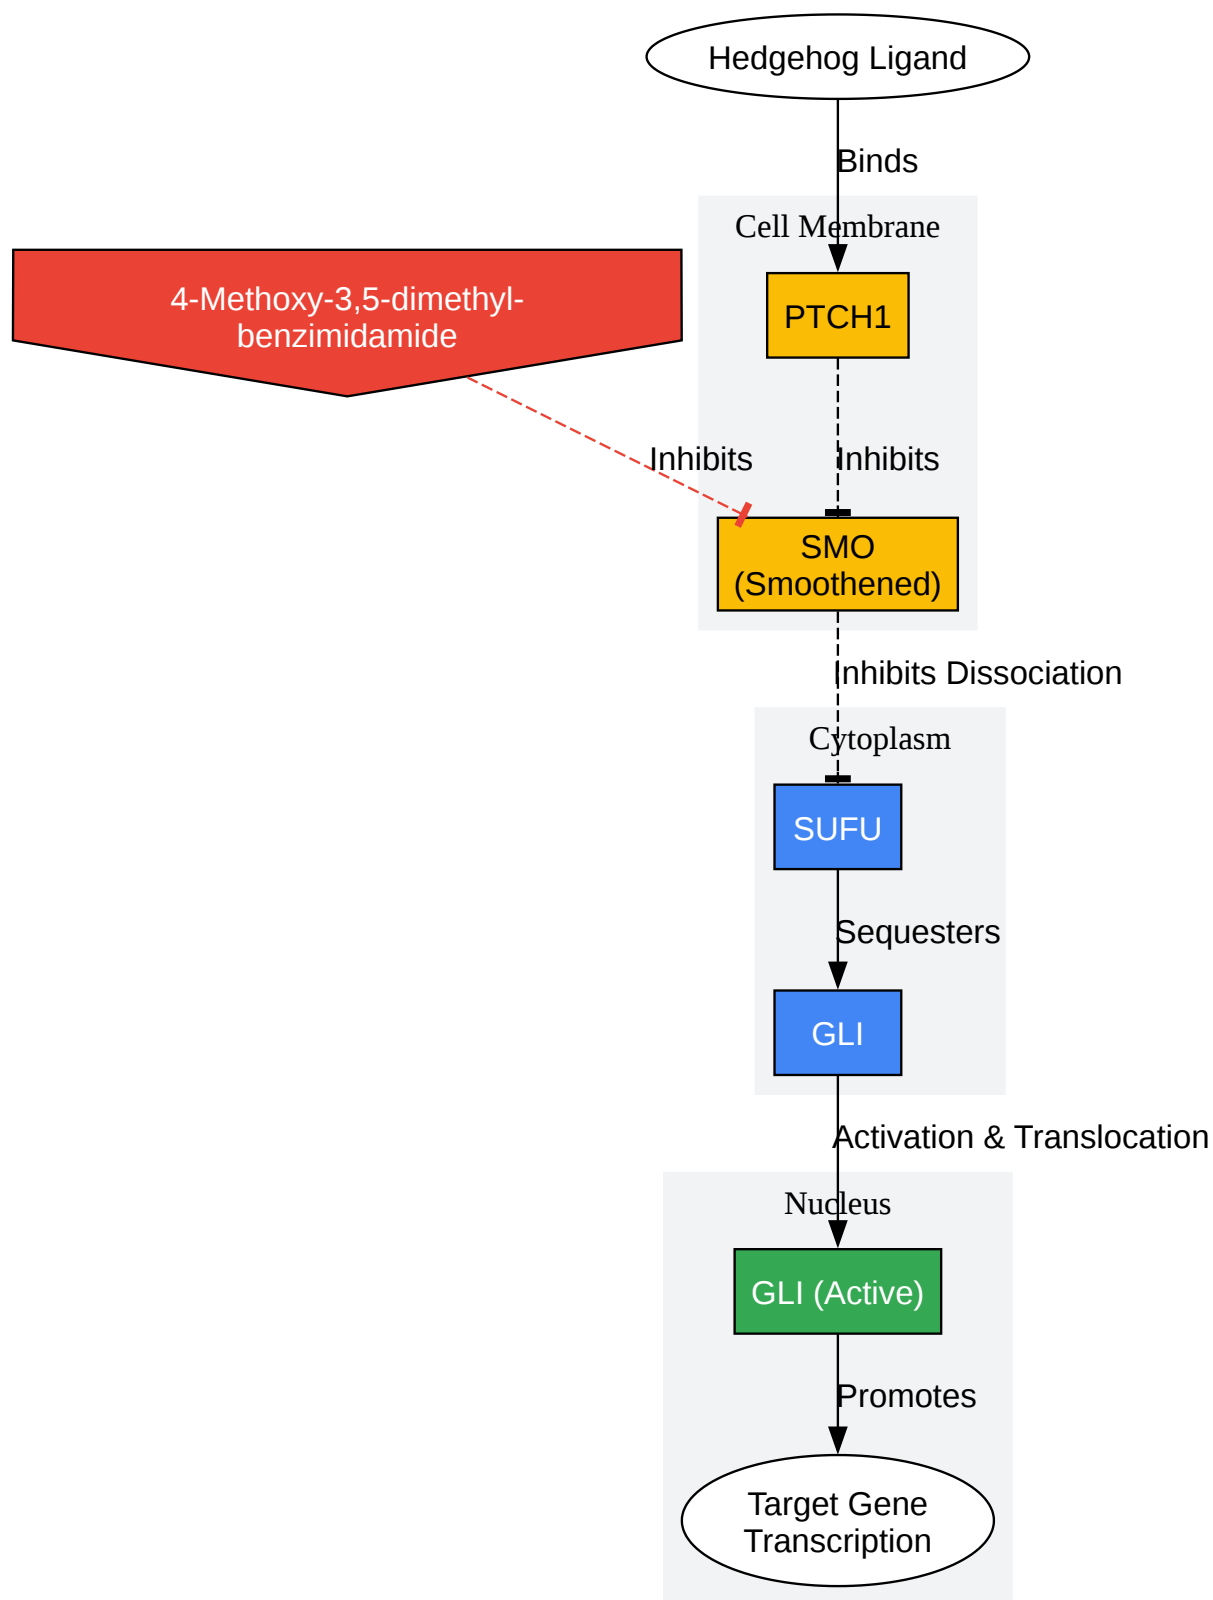 Hedgehog Ligand
Binds
Cell Membrane
4-Methoxy-3,5-dimethyl-
benzimidamide
PTCH1
Inhibits
Inhibits
SMO
(Smoothened)
Inhibits Dissociation
Cytoplasm
SUFU
Sequesters
GLI
Activation & Translocation
Nucleus
GLI (Active)
Promotes
Target Gene
Transcription